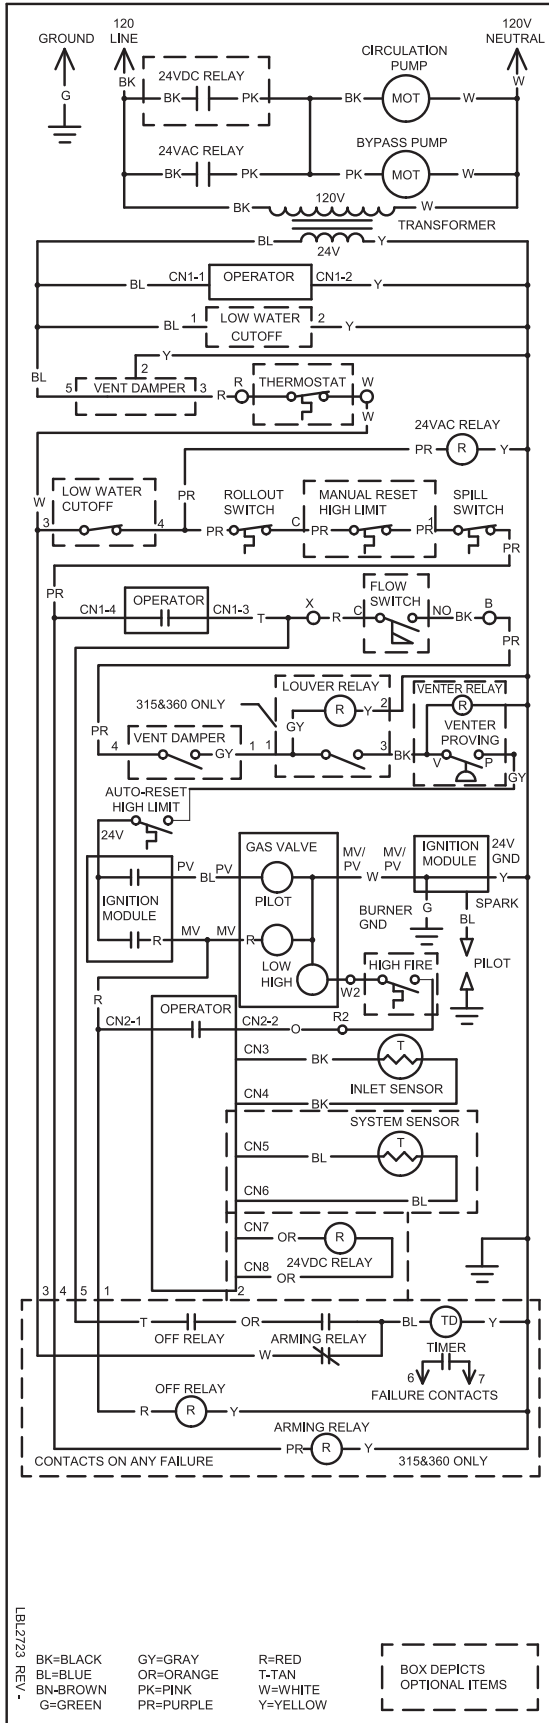 GROUND
120
LINE
120V
NEUTRAL
CIRCULATION
PUMP
24VDC RELAY
BK
W
G
BK
PK
BK
MOT
W
BYPASS PUMP
24VAC RELAY
BK
PK
PK
MOT
W
120V
BK
W
TRANSFORMER
BL
Y
24V
CN1-1
OPERATOR
CN1-2
BL
Y
1
LOW WATER
CUTOFF
2
BL
Y
Y
2
BL
5
VENT DAMPER
3
R
R
THERMOSTAT
W
W
24VAC RELAY
PR
R
Y
W
3
LOW WATER
CUTOFF
4
PR
ROLLOUT
SWITCH
MANUAL RESET
HIGH LIMIT
SPILL
SWITCH
PR
C
PR
PR
1
PR
PR
CN1-4
OPERATOR
CN1-3
T
X
R
C
FLOW
SWITCH
NO
BK
B
PR
315&360 ONLY
LOUVER RELAY
R
Y
2
GY
VENTER RELAY
R
VENTER
PROVING
PR
4
VENT DAMPER
GY
1
1
3
BK
V
P
GY
AUTO-RESET
HIGH LIMIT
24V
GAS VALVE
MV/
PV
MV/
PV
IGNITION
MODULE
24V
GND
PV
BL
PV
PILOT
W
Y
IGNITION
MODULE
BURNER
GND
G
BL
SPARK
MV
MV
R
R
LOW
HIGH
PILOT
HIGH FIRE
W2
R
CN2-1
OPERATOR
CN2-2
O
R2
CN3
BK
T
INLET SENSOR
CN4
BK
SYSTEM SENSOR
CN5
BL
T
CN6
BL
CN7
OR
R
24VDC RELAY
CN8
OR
3 4 5 1
2
T
OFF RELAY
OR
ARMING RELAY
BL
TD
Y
TIMER
W
6
7
FAILURE CONTACTS
OFF RELAY
R
R
Y
ARMING RELAY
PR
R
Y
CONTACTS ON ANY FAILURE
315&360 ONLY
LBL2723 REV -
BK=BLACK GY=GRAY R=RED
BL=BLUE OR=ORANGE T-TAN
BN-BROWN PK=PINK W=WHITE
G=GREEN PR=PURPLE Y=YELLOW
BOX DEPICTS
OPTIONAL ITEMS